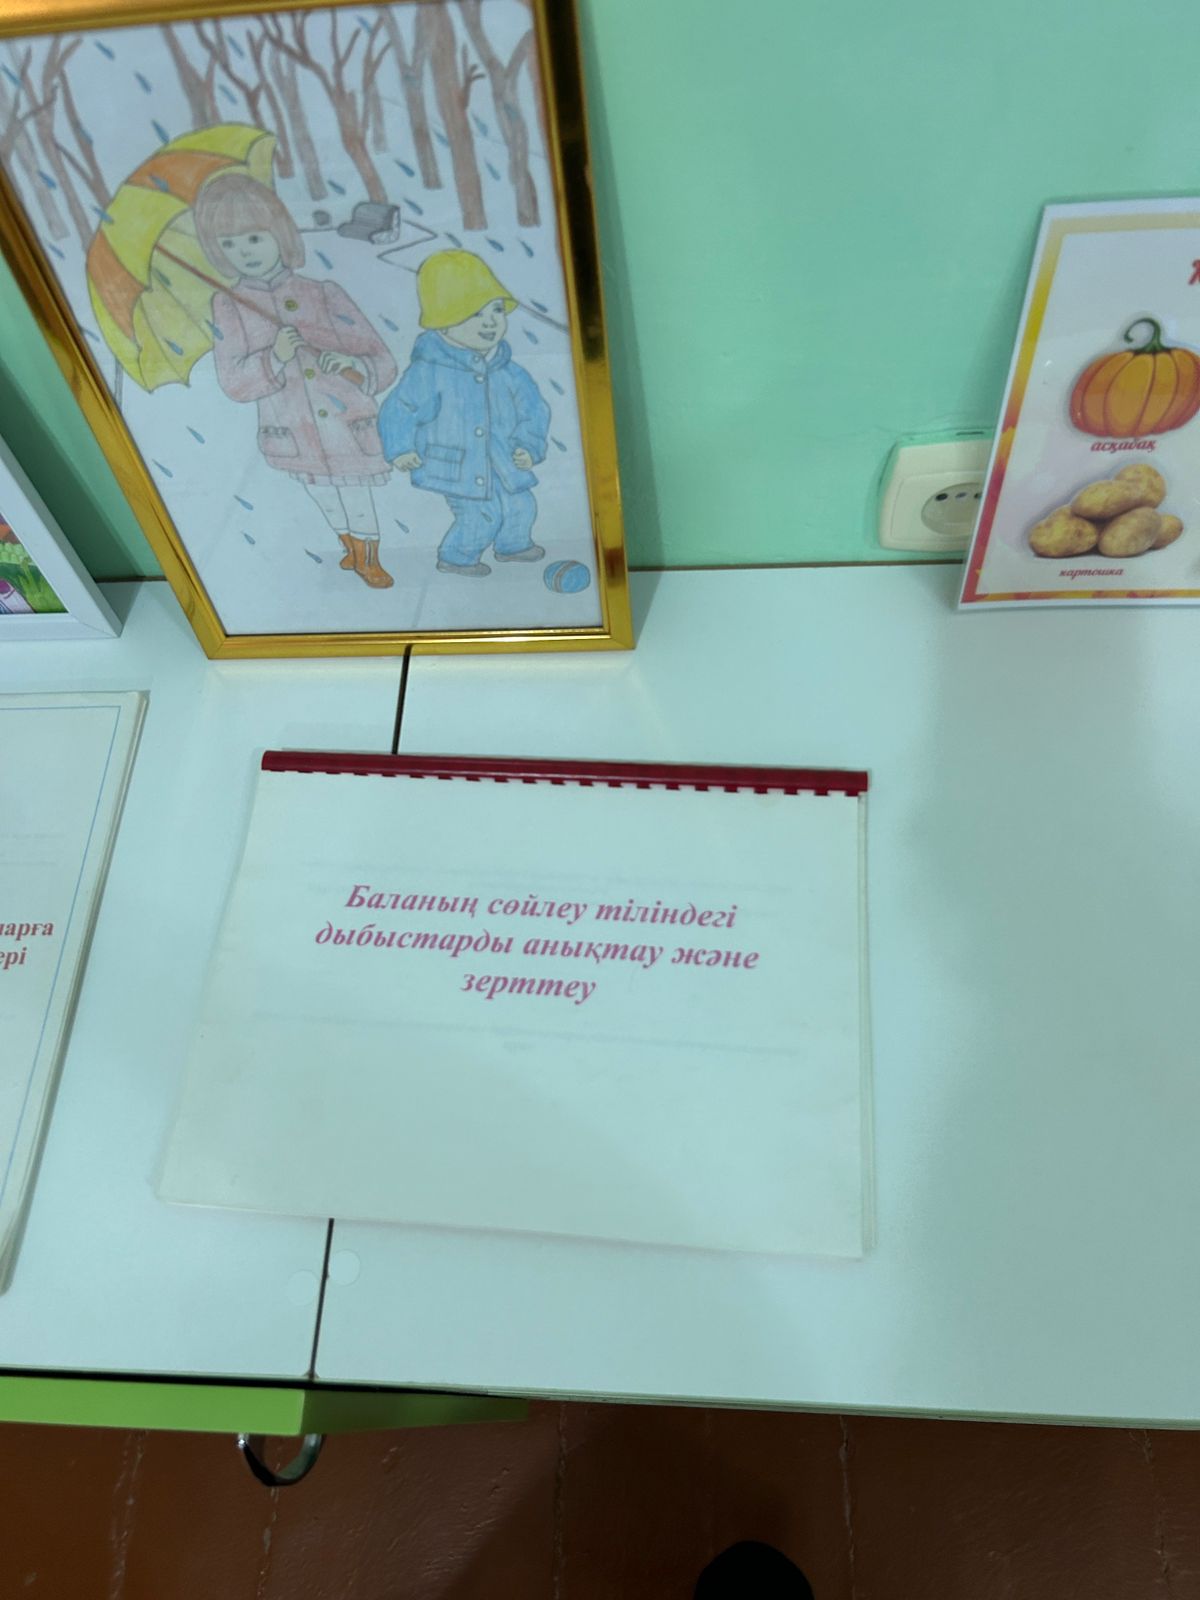 асқабақ
картошка
Баланың сөйлеу тіліндегі
дыбыстарды анықтау және
зерттеу